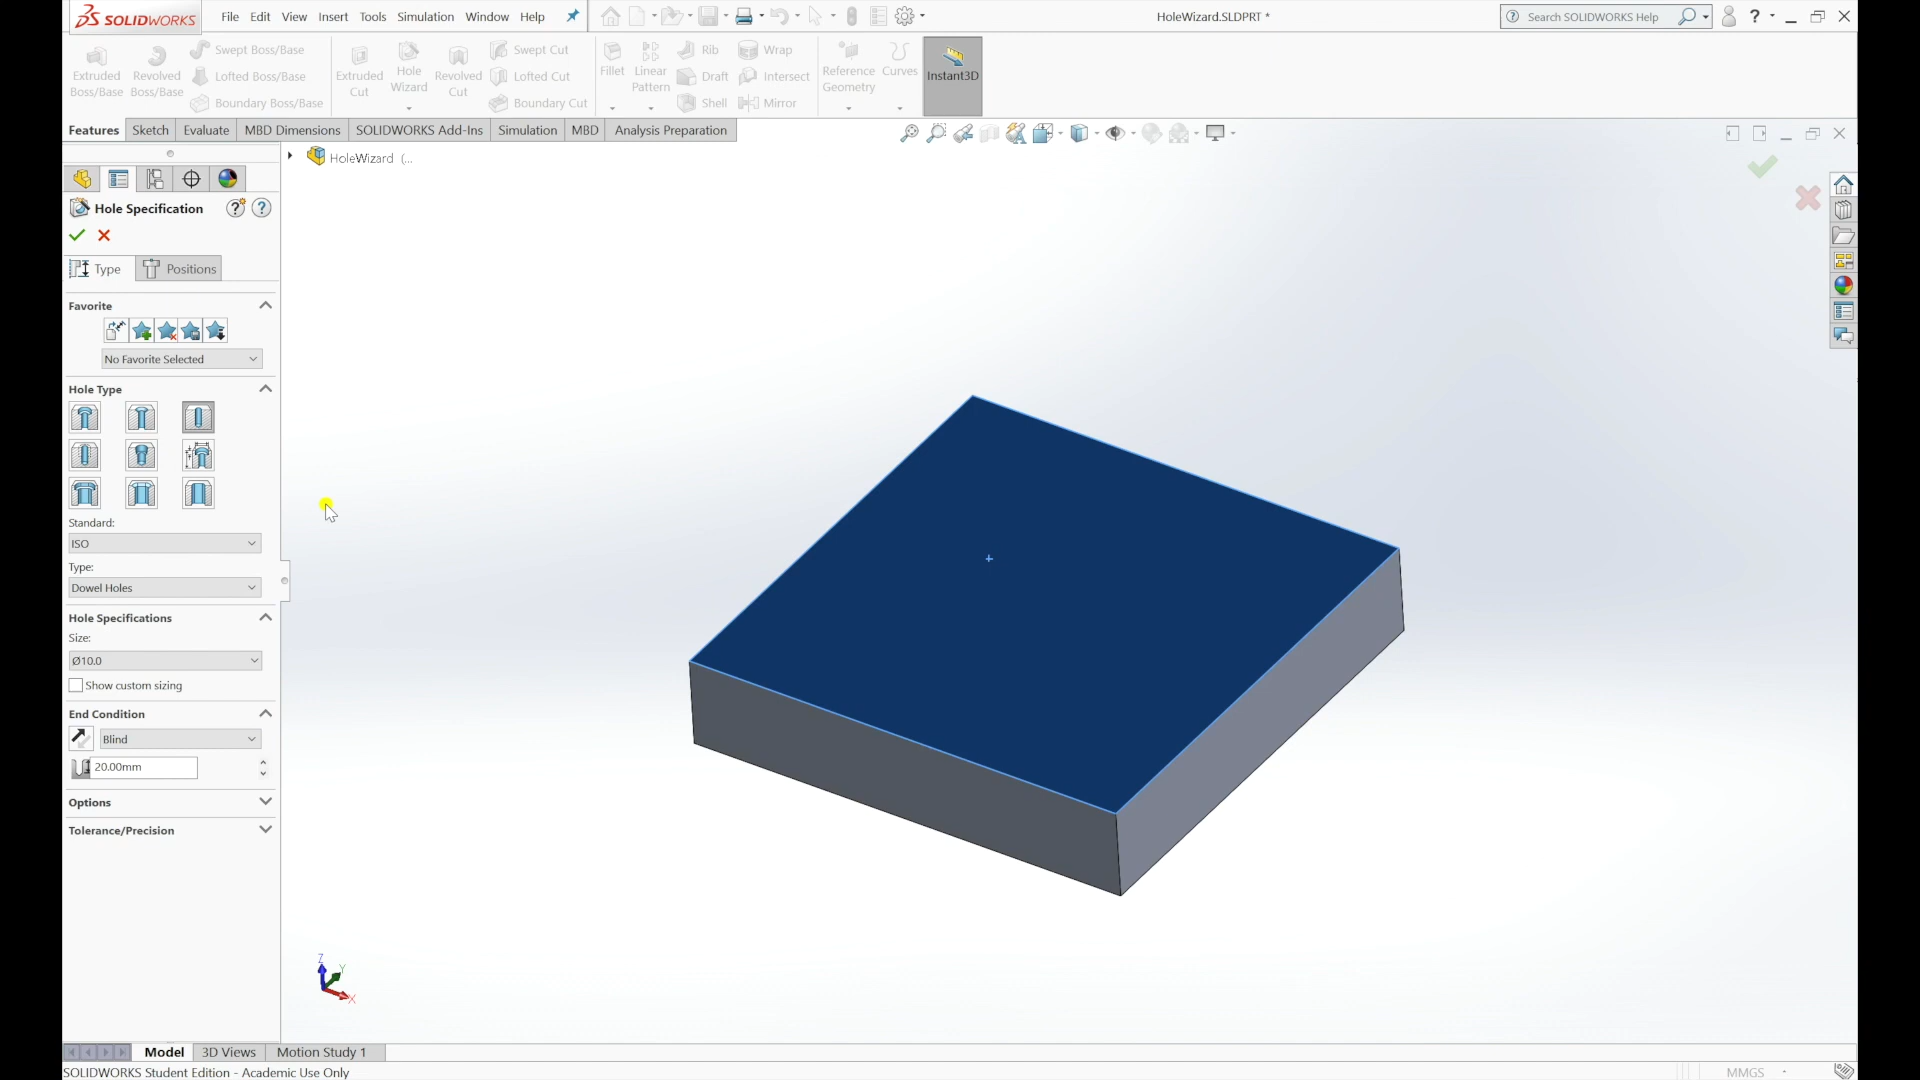 SOLIDWORKS
File Edit View Insert Tools Simulation Window Help
HoleWizard.SLDPRT *
Search SOLIDWORKS Help
Extruded Boss/Base
Revolved Boss/Base
Swept Boss/Base
Lofted Boss/Base
Boundary Boss/Base
Extruded Cut
Hole Wizard
Revolved Cut
Swept Cut
Lofted Cut
Boundary Cut
Fillet
Linear Pattern
Rib
Draft
Shell
Wrap
Intersect
Mirror
Reference Geometry
Curves
Instant3D
Features Sketch Evaluate MBD Dimensions SOLIDWORKS Add-Ins Simulation MBD Analysis Preparation
HoleWizard (...
Hole Specification
Type Positions
Favorite
No Favorite Selected
Hole Type
Standard:
ISO
Type:
Dowel Holes
Hole Specifications
Size:
Ø10.0
Show custom sizing
End Condition
Blind
20.00mm
Options
Tolerance/Precision
Z
Y
X
Model 3D Views Motion Study 1
SOLIDWORKS Student Edition - Academic Use Only
MMGS -